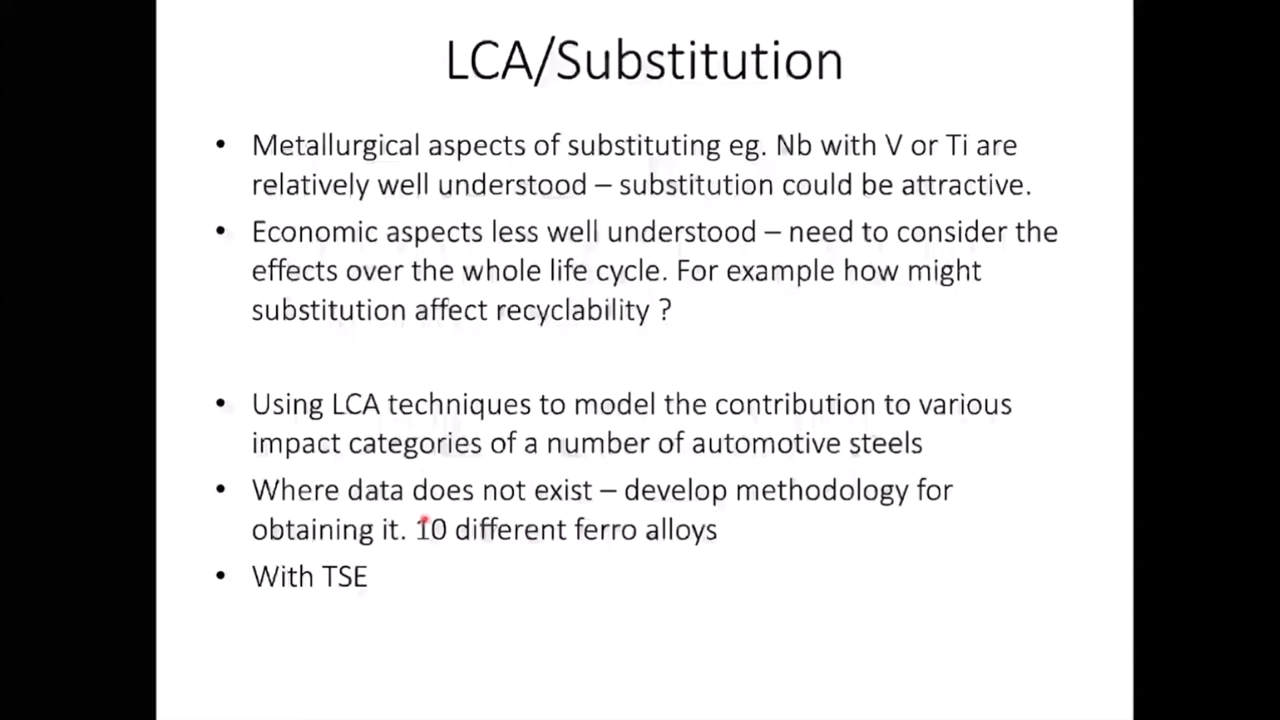 LCA/Substitution
• Metallurgical aspects of substituting eg. Nb with V or Ti are
relatively well understood – substitution could be attractive.
• Economic aspects less well understood – need to consider the
effects over the whole life cycle. For example how might
substitution affect recyclability ?
• Using LCA techniques to model the contribution to various
impact categories of a number of automotive steels
• Where data does not exist – develop methodology for
obtaining it. 10 different ferro alloys
• With TSE